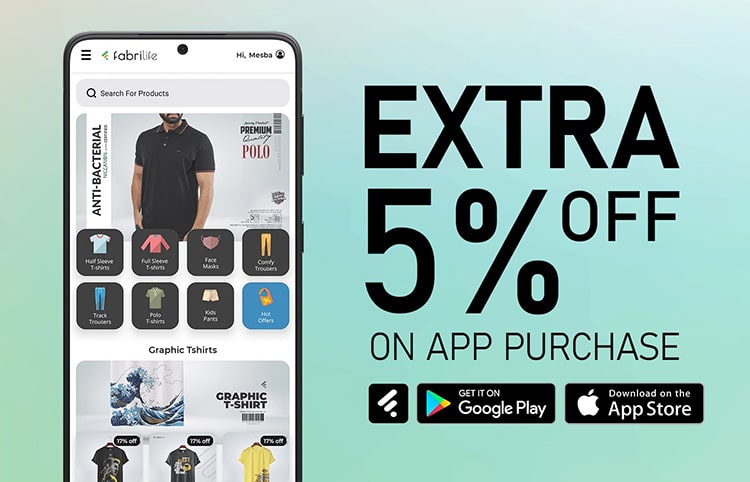 fabrilife
Hi, Mesba
Search For Products
ANTI-BACTERIAL
PREMIUM
Quality
POLO
Half Sleeve
T-shirts
Full Sleeve
T-shirts
Face
Masks
Comfy
Trousers
Track
Trousers
Polo
T-shirts
Kids
Pants
Hot
Offers
Graphic Tshirts
GRAPHIC
T-SHIRT
17% off
17% off
17% off
EXTRA
5% OFF
ON APP PURCHASE
GET IT ON
Google Play
Download on the
App Store